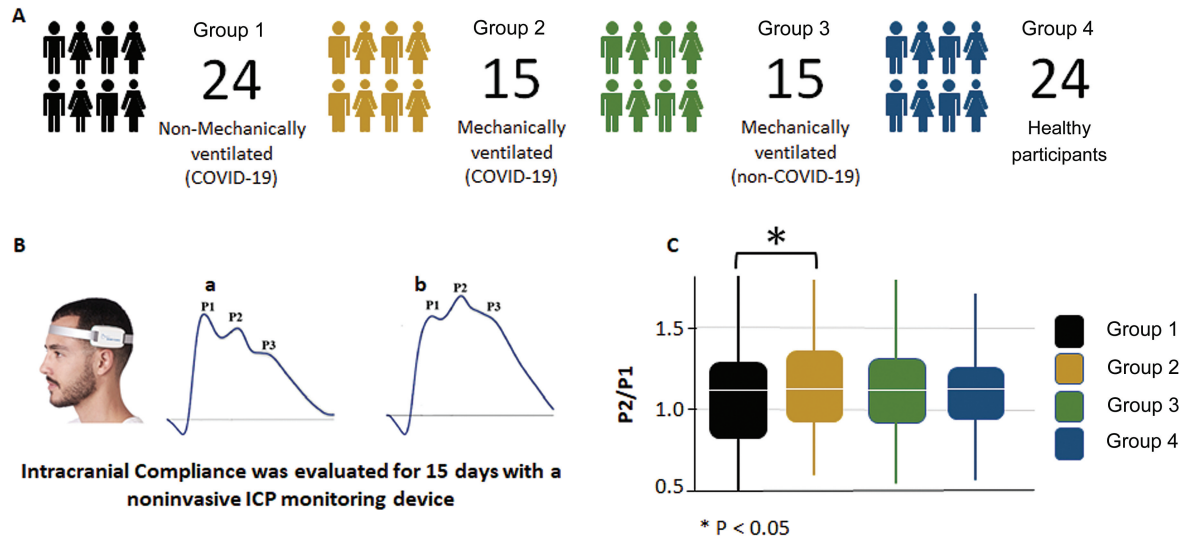 A
Group 1
24
Non-Mechanically
ventilated
(COVID-19)
Group 2
15
Mechanically
ventilated
(COVID-19)
Group 3
15
Mechanically
ventilated
(non-COVID-19)
Group 4
24
Healthy
participants
B
a
P1
P2
P3
b
P1
P2
P3
Intracranial Compliance was evaluated for 15 days with a
noninvasive ICP monitoring device
C
*
P2/P1
1.5
1.0
0.5
Group 1
Group 2
Group 3
Group 4
* P < 0.05